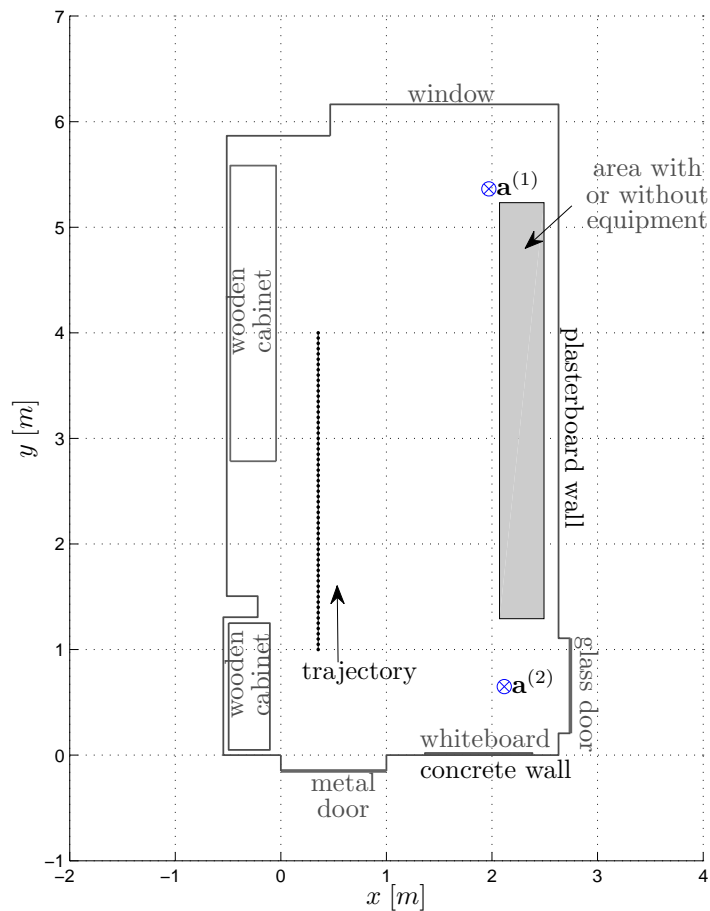 7
6
5
4
3
2
1
0
−1
−2
−1
0
1
2
3
4
x [m]
y [m]
window
a(1)
area with
or without
equipment
wooden
cabinet
plasterboard wall
wooden
cabinet
trajectory
a(2)
glass door
whiteboard
concrete wall
metal
door